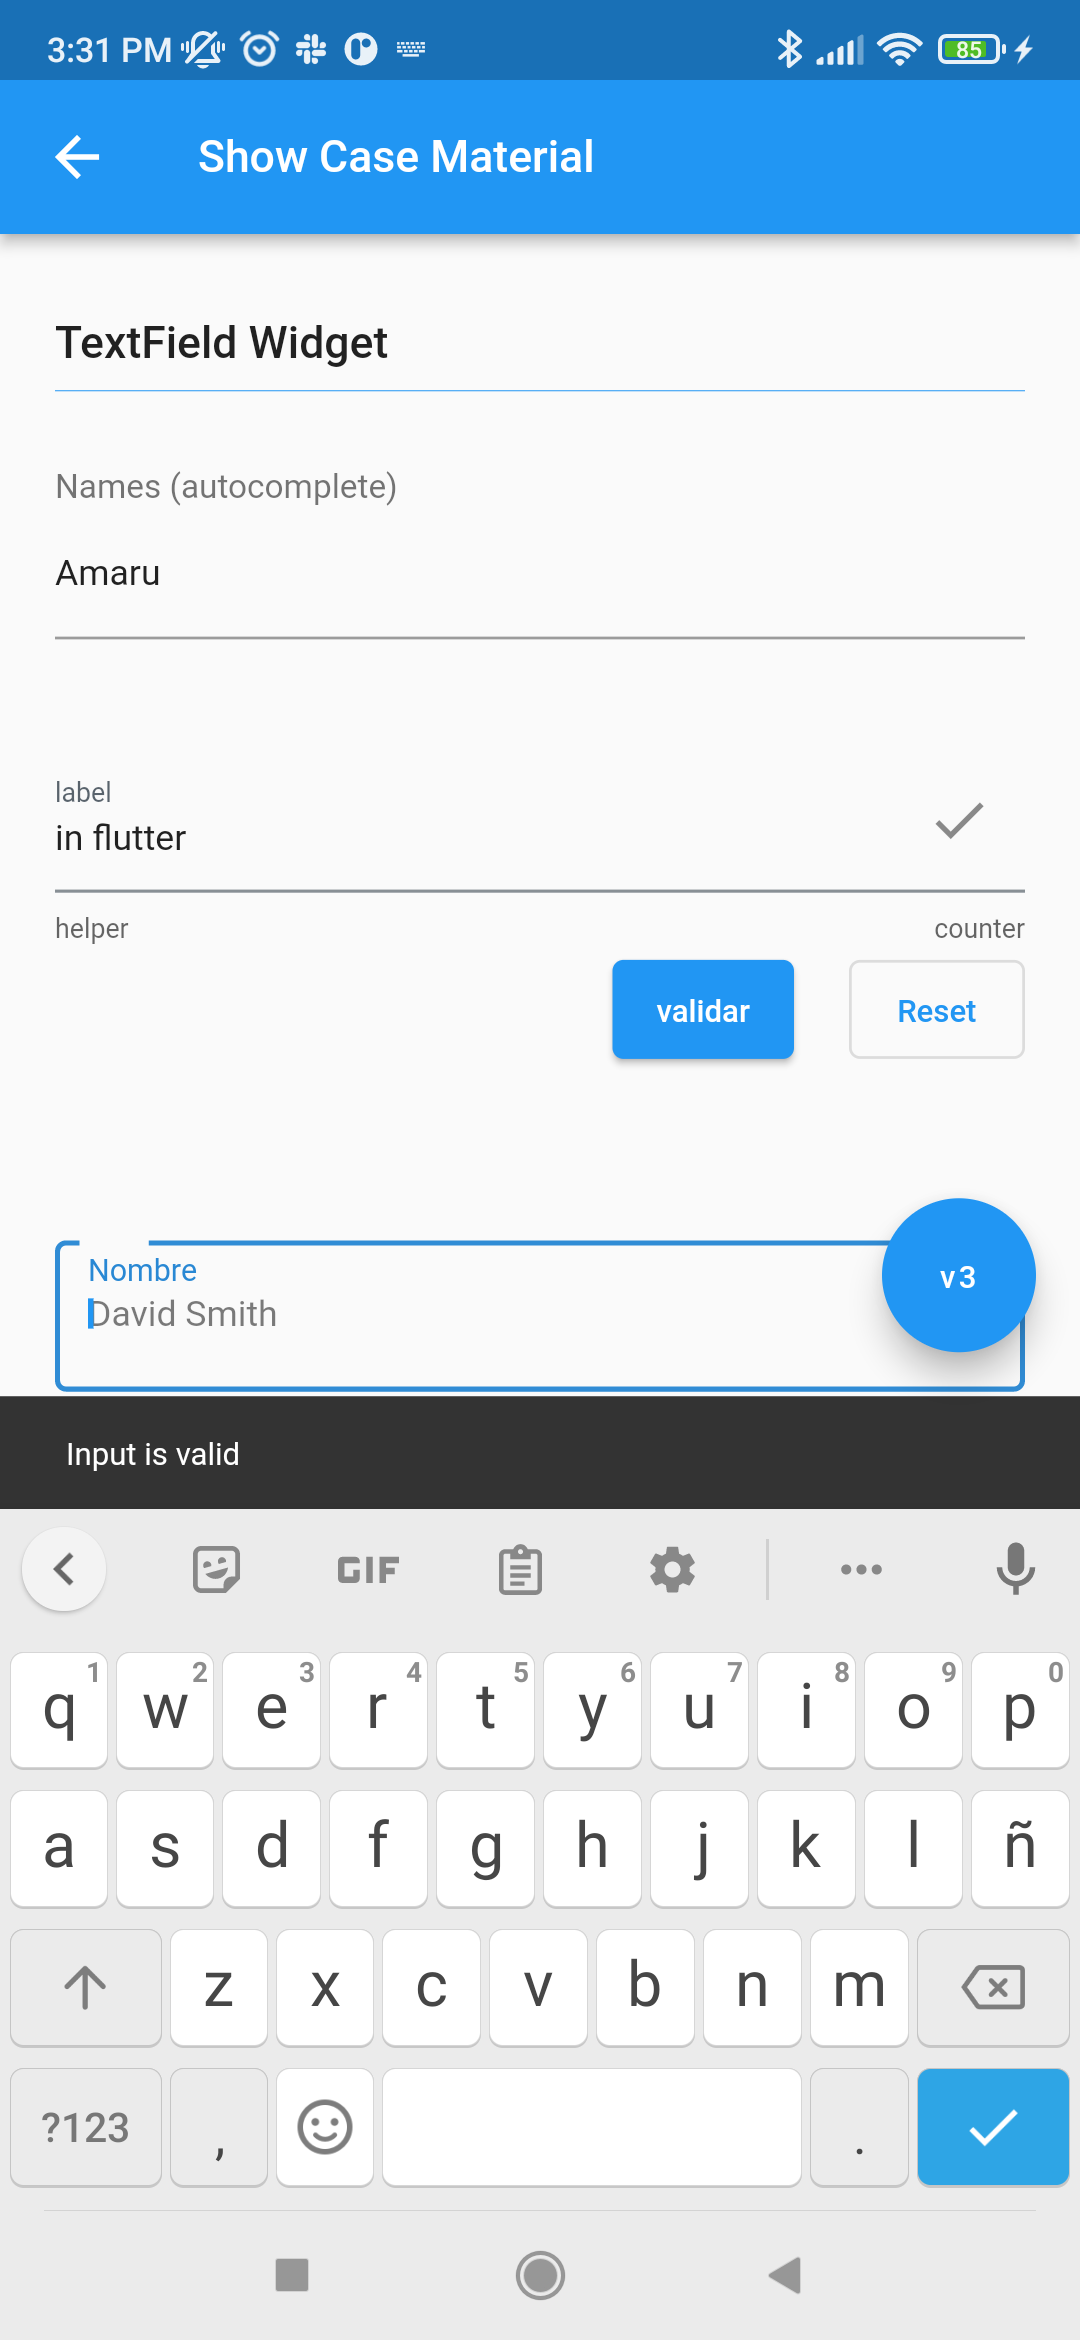 3:31 PM 85
Show Case Material
TextField Widget
Names (autocomplete)
Amaru
label
in flutter
helper counter
validar Reset
Nombre
David Smith
v3
Input is valid
GIF
1 2 3 4 5 6 7 8 9 0
q w e r t y u i o p
a s d f g h j k l ñ
z x c v b n m
?123 , .